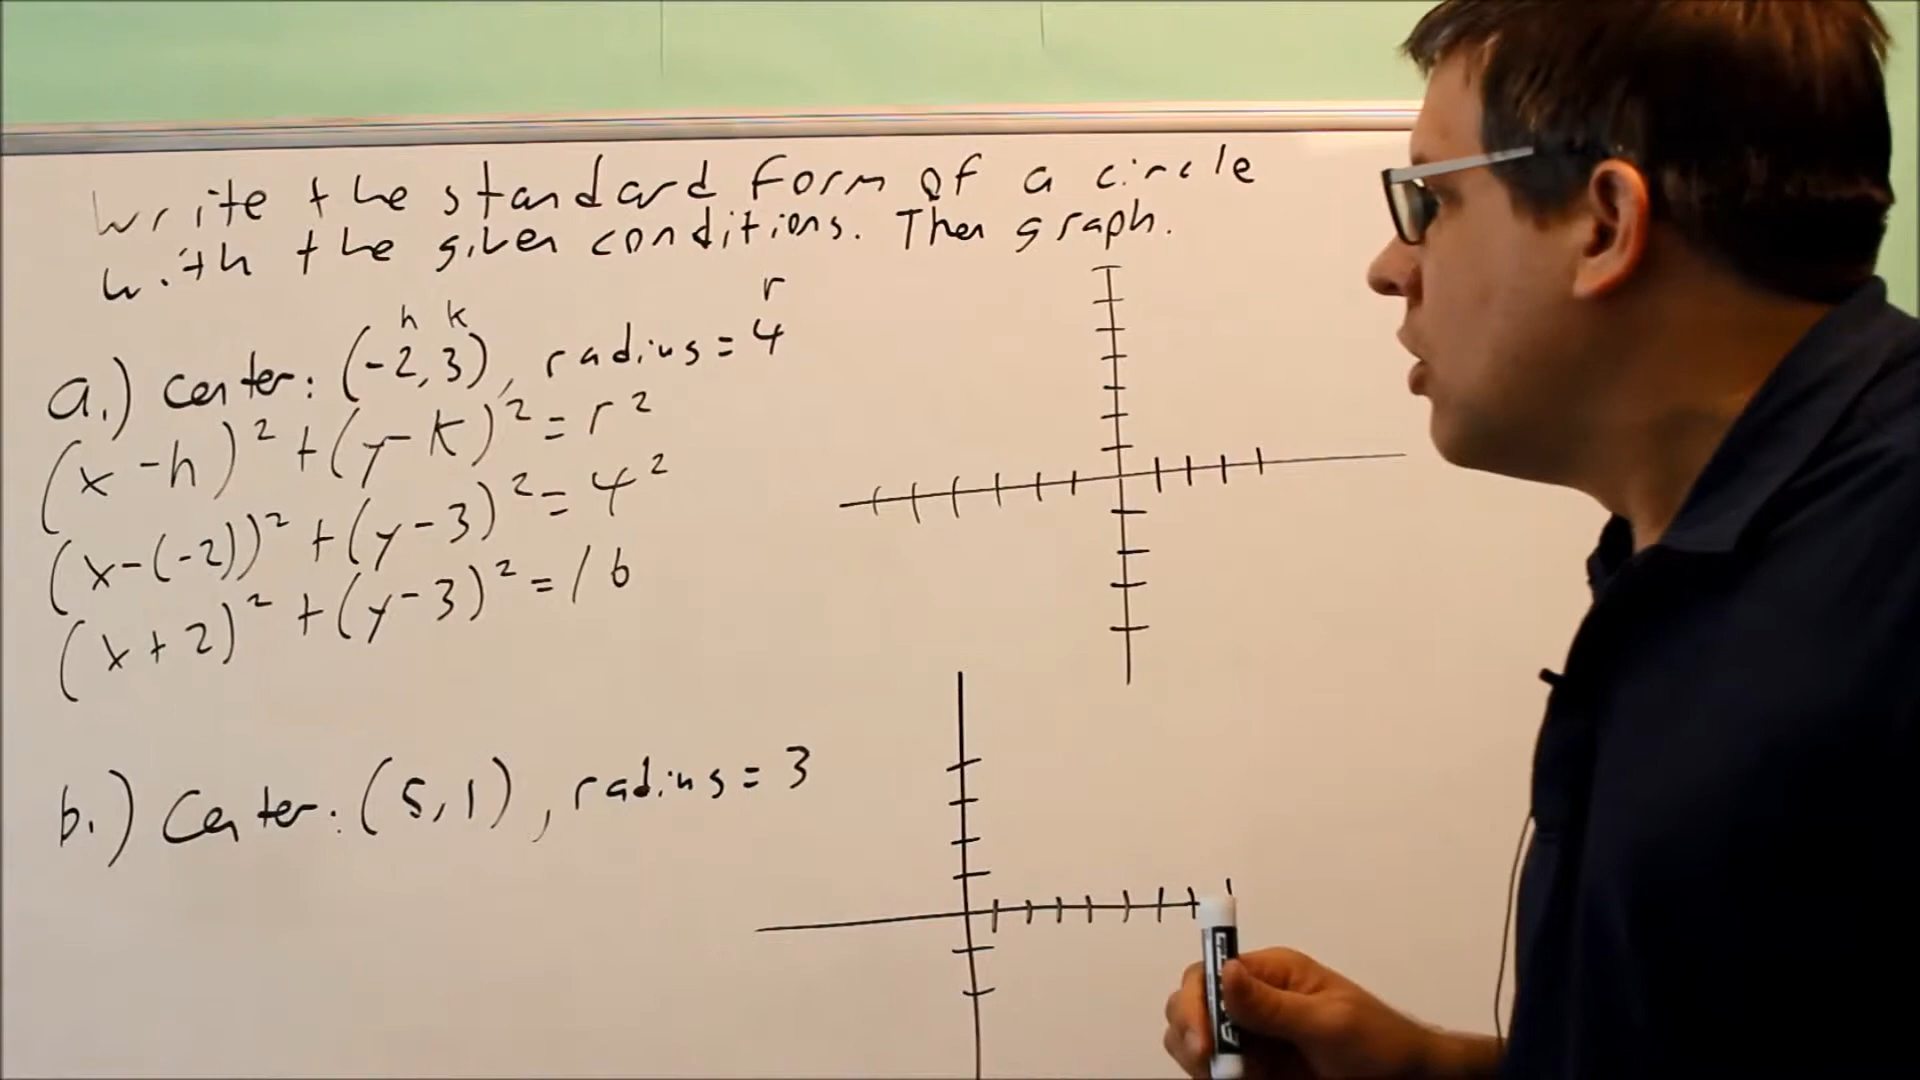 Write the standard form of a circle
with the given conditions. Then graph.
h k r
a.) Center: (-2, 3), radius = 4
(x - h)² + (y - k)² = r²
(x - (-2))² + (y - 3)² = 4²
(x + 2)² + (y - 3)² = 16
b.) Center: (5, 1), radius = 3